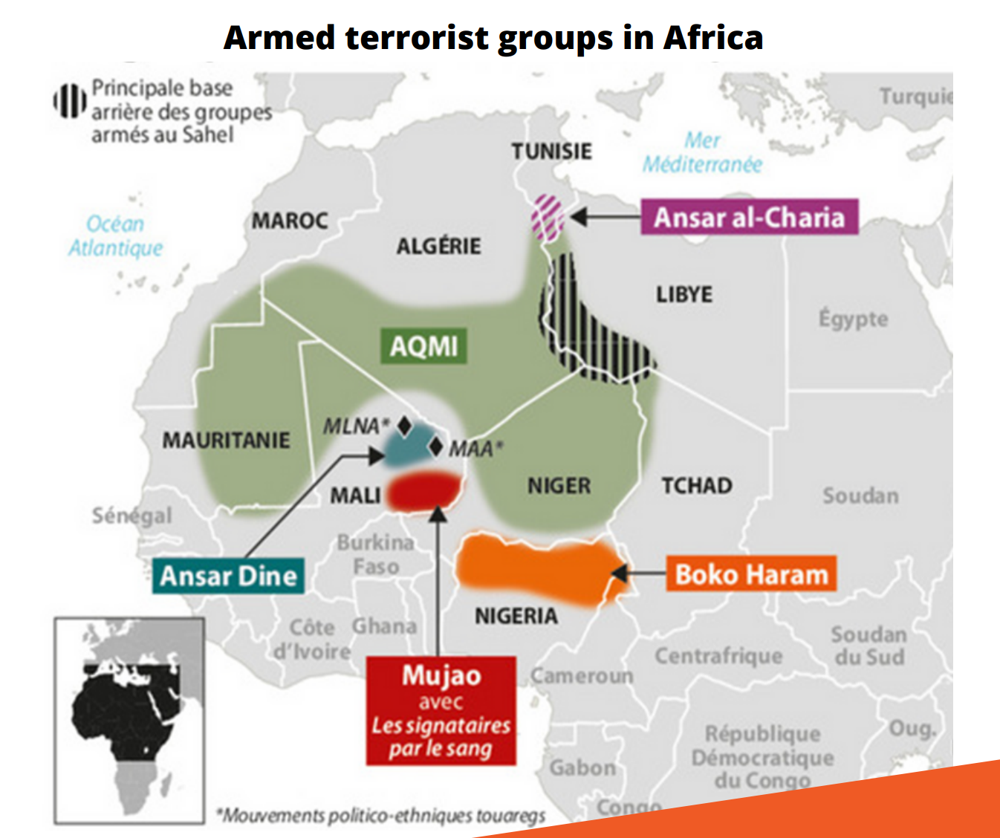 Armed terrorist groups in Africa
Principale base
arrière des groupes
armés au Sahel
Turquie
TUNISIE
Mer
Méditerranée
Océan
Atlantique
MAROC
Ansar al-Charia
ALGÉRIE
LIBYE
Égypte
AQMI
MLNA*
MAA*
MAURITANIE
MALI
NIGER
TCHAD
Soudan
Sénégal
Burkina
Faso
Ansar Dine
Boko Haram
NIGERIA
Côte
d'Ivoire
Ghana
Soudan
du Sud
Centrafrique
Cameroun
Mujao
avec
Les signataires
par le sang
République
Démocratique
du Congo
Oug.
Gabon
Congo
*Mouvements politico-ethniques touaregs